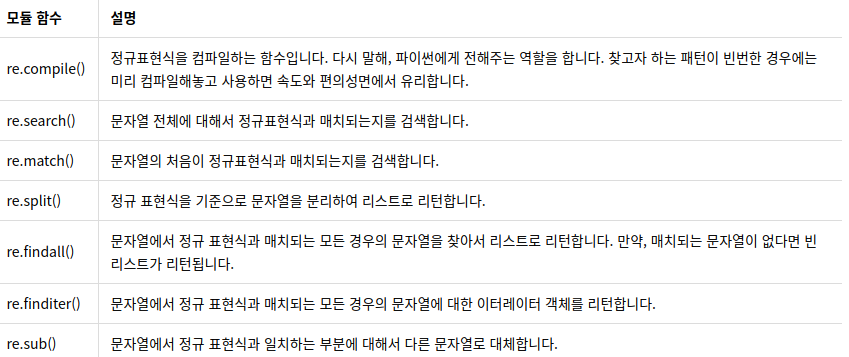 모듈 함수 설명
re.compile() 정규표현식을 컴파일하는 함수입니다. 다시 말해, 파이썬에게 전해주는 역할을 합니다. 찾고자 하는 패턴이 빈번한 경우에는
미리 컴파일해놓고 사용하면 속도와 편의성면에서 유리합니다.
re.search() 문자열 전체에 대해서 정규표현식과 매치되는지를 검색합니다.
re.match() 문자열의 처음이 정규표현식과 매치되는지를 검색합니다.
re.split() 정규 표현식을 기준으로 문자열을 분리하여 리스트로 리턴합니다.
re.findall() 문자열에서 정규 표현식과 매치되는 모든 경우의 문자열을 찾아서 리스트로 리턴합니다. 만약, 매치되는 문자열이 없다면 빈
리스트가 리턴됩니다.
re.finditer() 문자열에서 정규 표현식과 매치되는 모든 경우의 문자열에 대한 이터레이터 객체를 리턴합니다.
re.sub() 문자열에서 정규 표현식과 일치하는 부분에 대해서 다른 문자열로 대체합니다.